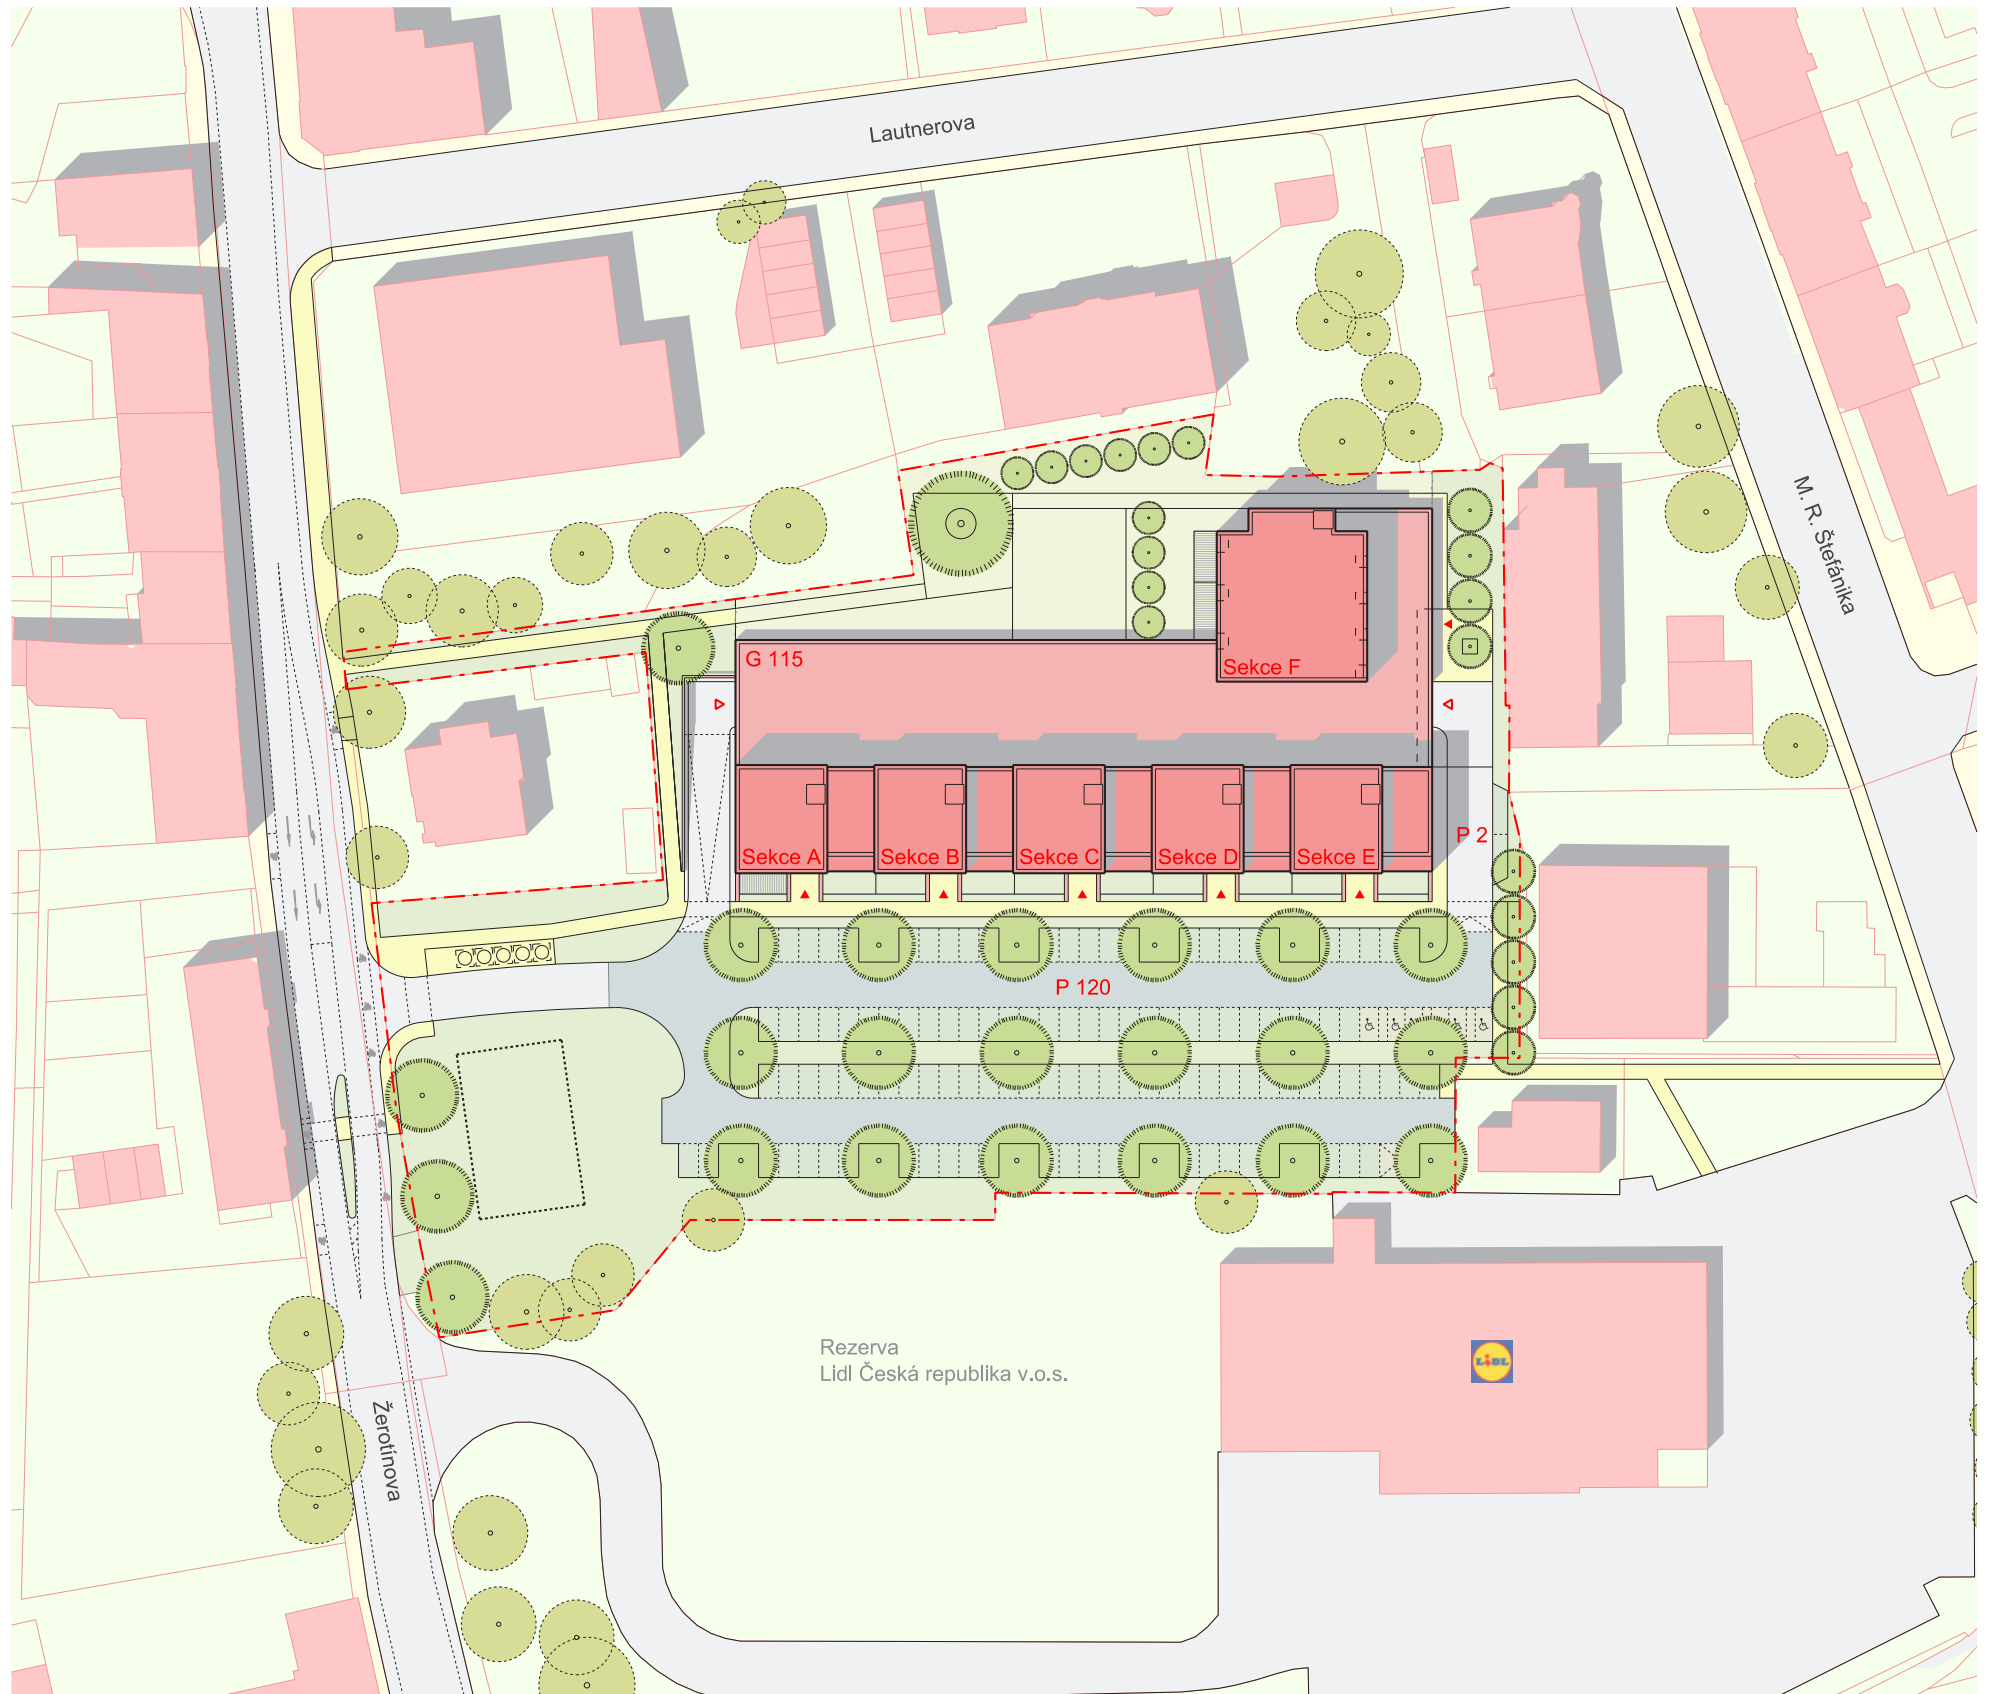 Lautnerova
M. R. Štefánika
G 115
Sekce F
P 2
Sekce A
Sekce B
Sekce C
Sekce D
Sekce E
P 120
Rezerva
Lidl Česká republika v.o.s.
LiDL
Žerotínova